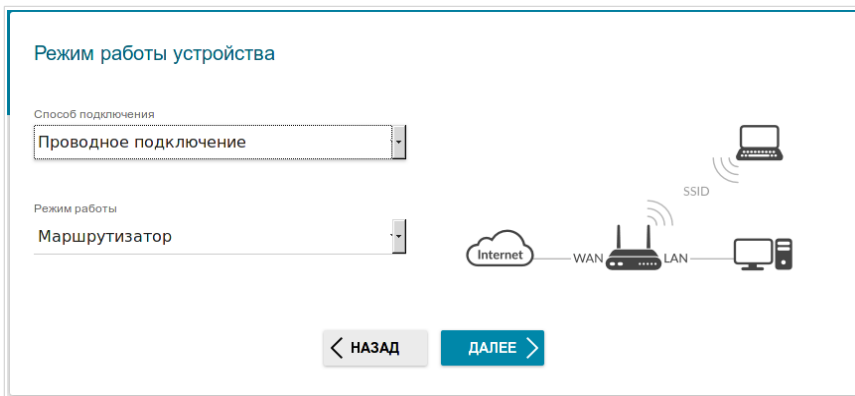 Режим работы устройства
Способ подключения
Проводное подключение
Режим работы
Маршрутизатор
SSID
Internet
WAN
LAN
НАЗАД
ДАЛЕЕ